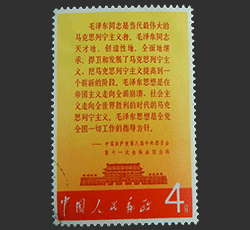 毛泽东同志是当代最伟大的
马克思列宁主义者。毛泽东同志
天才地、创造性地、全面地继
承、捍卫和发展了马克思列宁主
义，把马克思列宁主义提高到一
个崭新的阶段。毛泽东思想是在
帝国主义走向全面崩溃，社会主
义走向全世界胜利的时代的马克
思列宁主义。毛泽东思想是全党
全国一切工作的指导方针。
——中国共产党第八届中央委员会
第十一次全体会议公报
4分
中国人民邮政